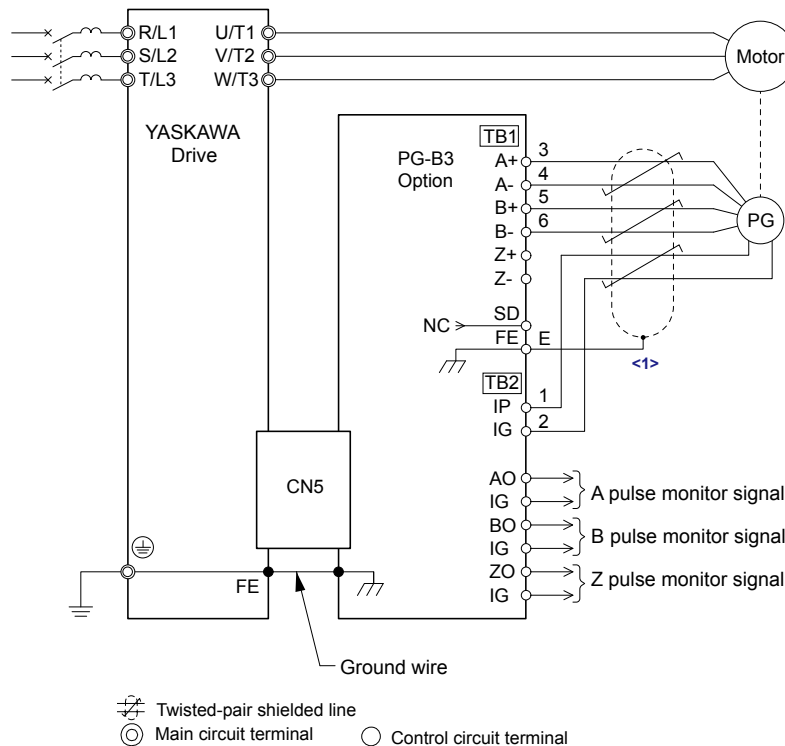 R/L1 U/T1
S/L2 V/T2
T/L3 W/T3
Motor
YASKAWA
Drive
PG-B3
Option
TB1
A+ 3
A- 4
B+ 5
B- 6
Z+
Z-
PG
NC SD
FE E
<1>
TB2
IP 1
IG 2
CN5
AO
IG
A pulse monitor signal
BO
IG
B pulse monitor signal
ZO
IG
Z pulse monitor signal
FE
Ground wire
Twisted-pair shielded line
Main circuit terminal
Control circuit terminal